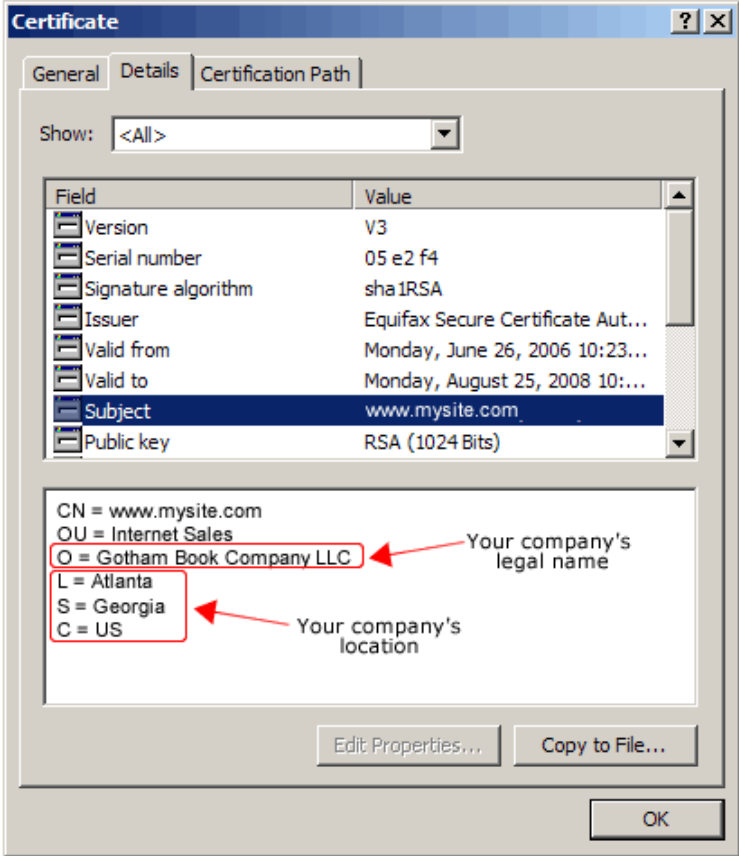 Certificate
General Details Certification Path
Show: <All>
Field Value
Version V3
Serial number 05 e2 f4
Signature algorithm sha1RSA
Issuer Equifax Secure Certificate Aut...
Valid from Monday, June 26, 2006 10:23...
Valid to Monday, August 25, 2008 10:...
Subject www.mysite.com
Public key RSA (1024 Bits)
CN = www.mysite.com
OU = Internet Sales
O = Gotham Book Company LLC
Your company's
legal name
L = Atlanta
S = Georgia
C = US
Your company's
location
Edit Properties... Copy to File...
OK